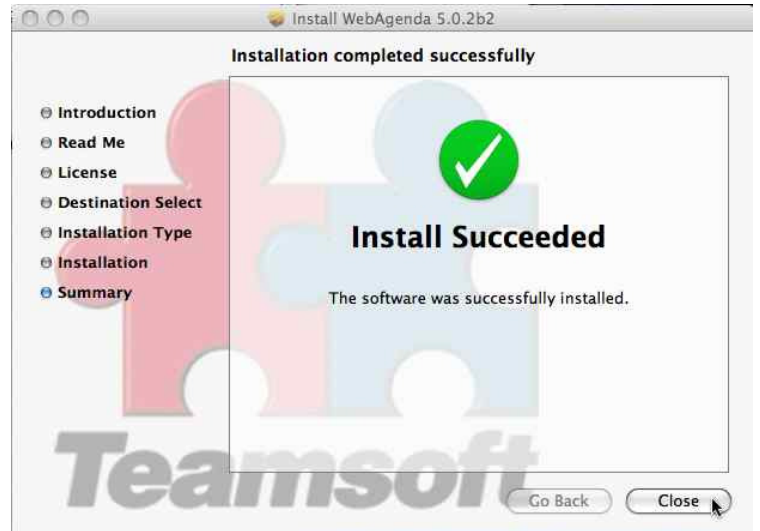 Install WebAgenda 5.0.2b2
Installation completed successfully
Introduction
Read Me
License
Destination Select
Installation Type
Installation
Summary
Install Succeeded
The software was successfully installed.
Teamsoft
Go Back
Close